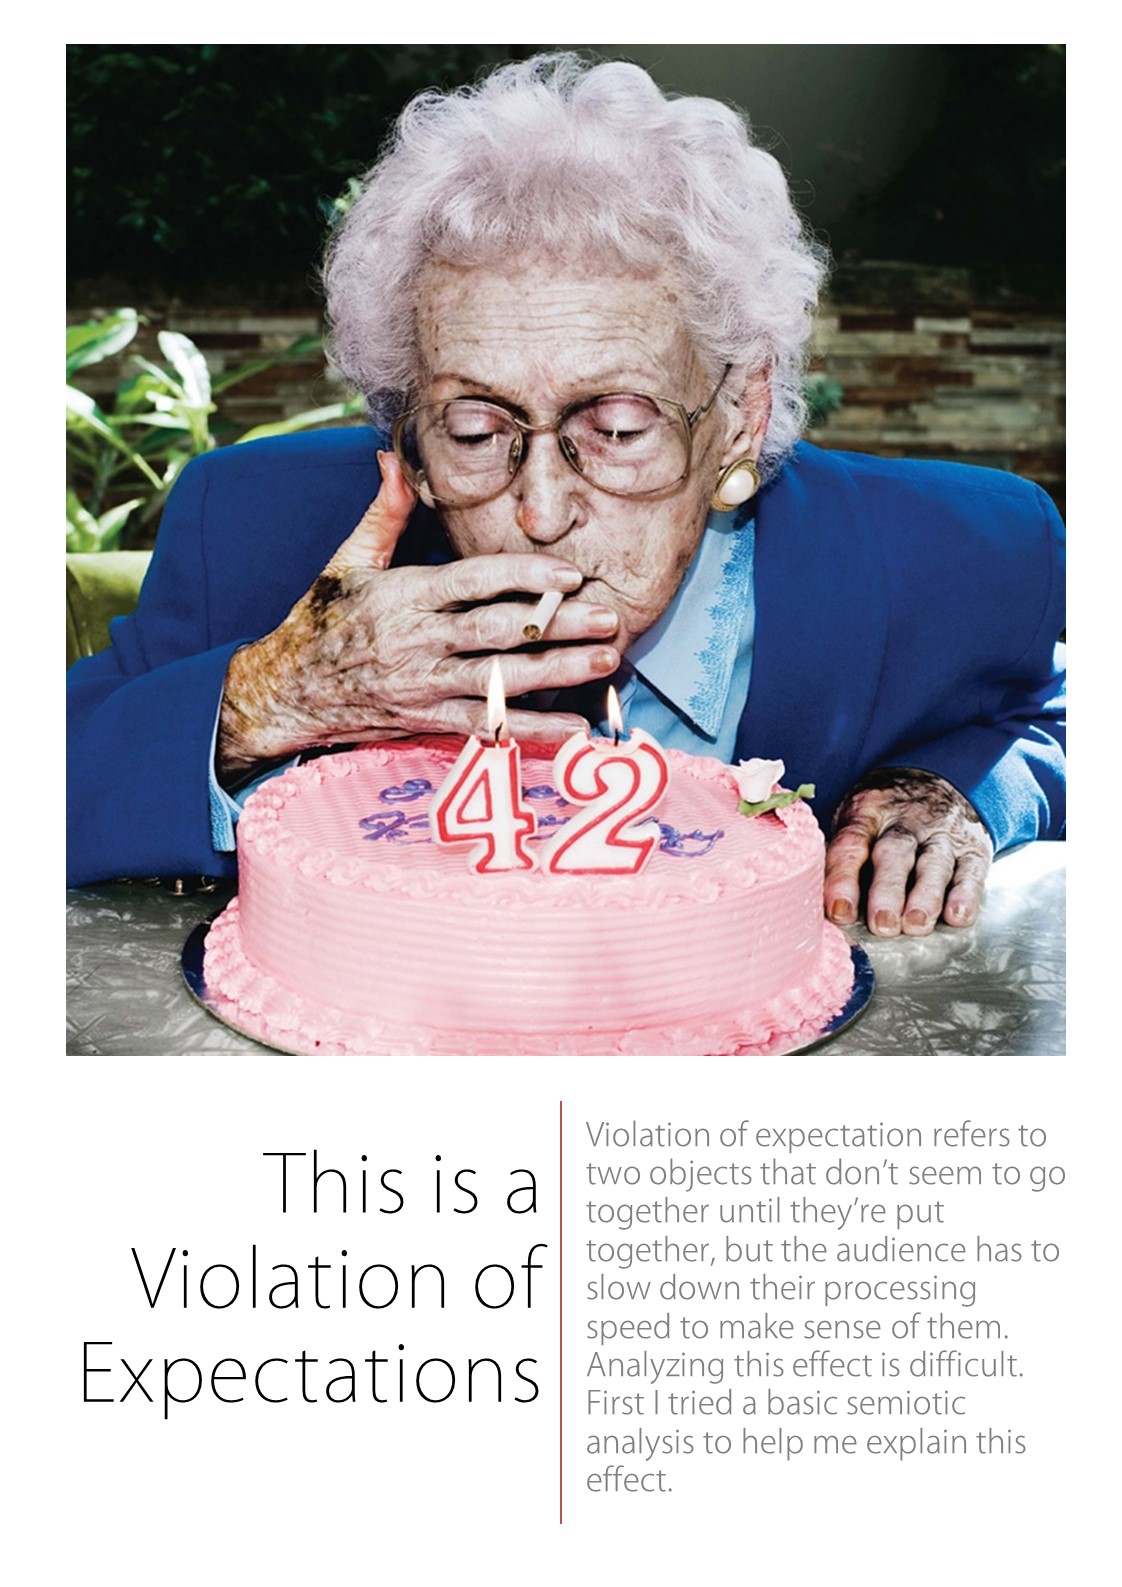 42
This is a
Violation of
Expectations
Violation of expectation refers to
two objects that don’t seem to go
together until they’re put
together, but the audience has to
slow down their processing
speed to make sense of them.
Analyzing this effect is difficult.
First I tried a basic semiotic
analysis to help me explain this
effect.